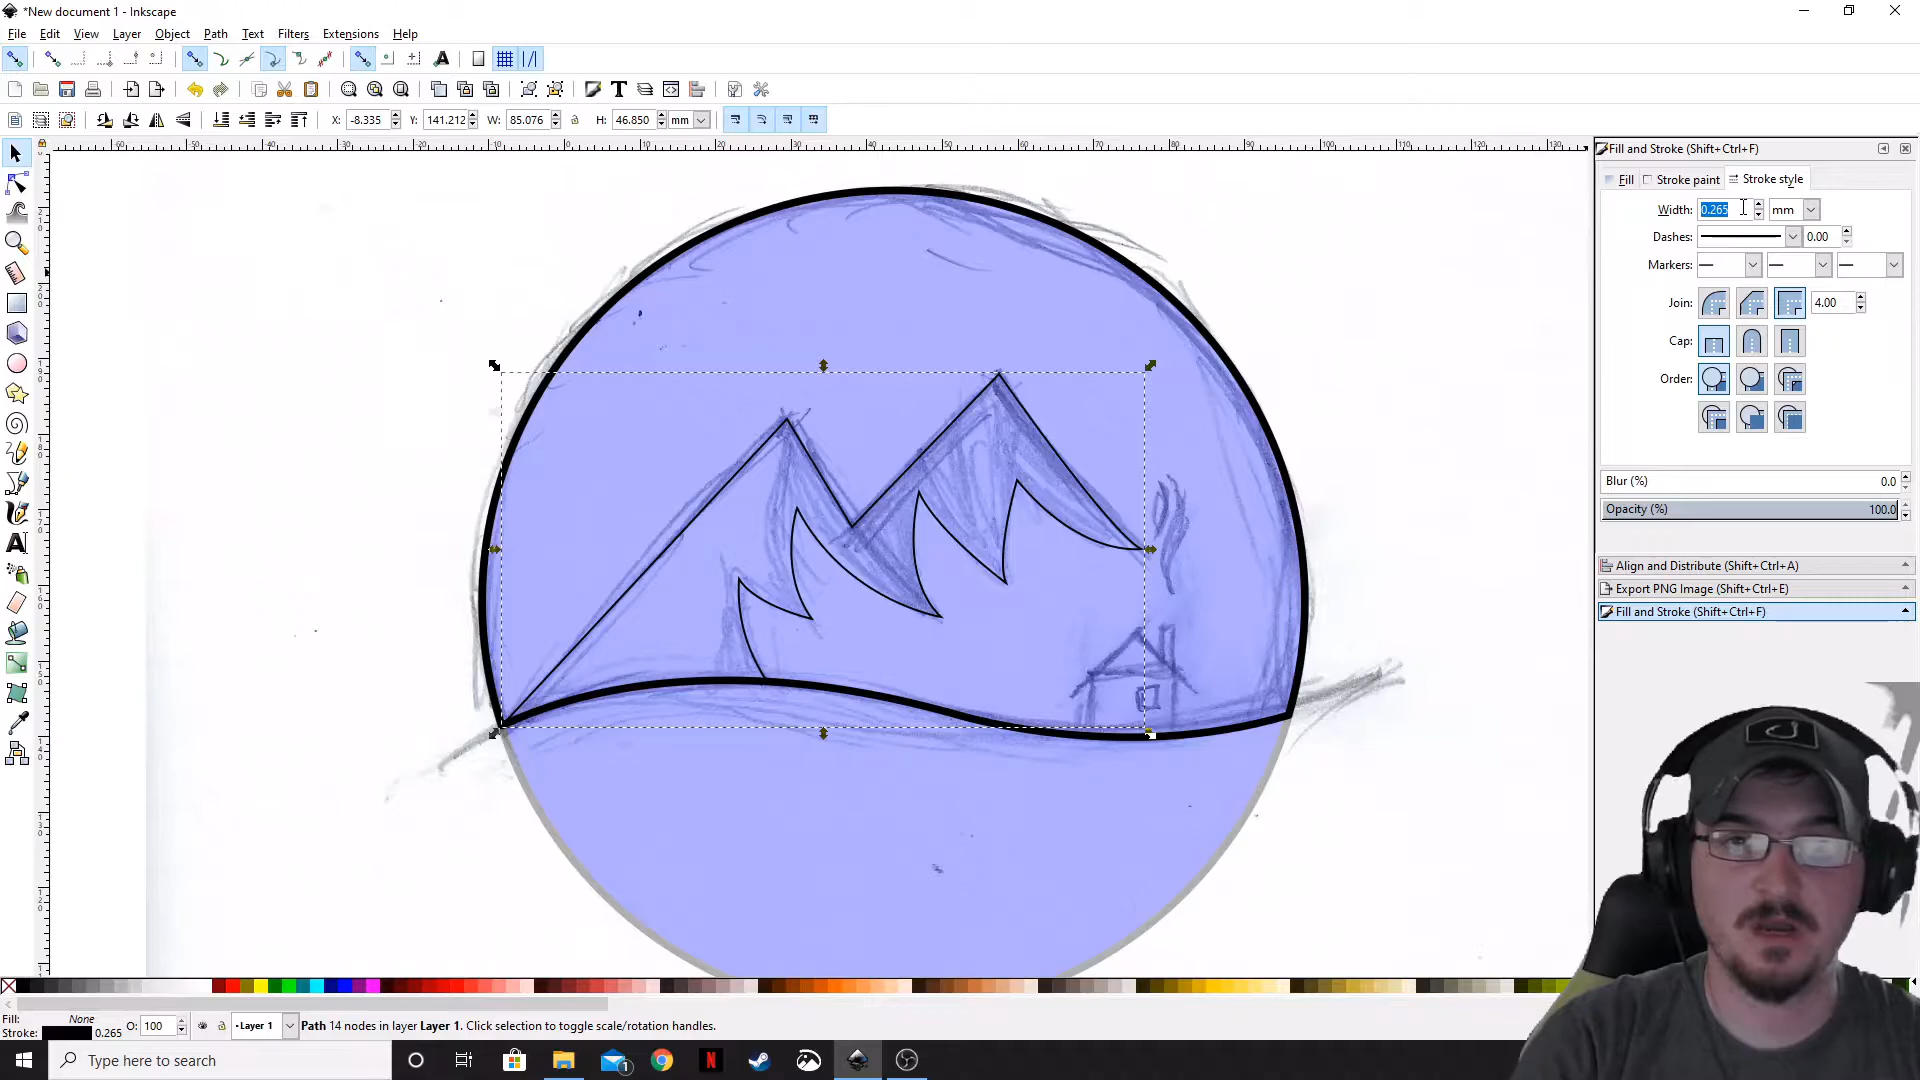 *New document 1 - Inkscape
File Edit View Layer Object Path Text Filters Extensions Help
X: -8.335 Y: 141.212 W: 85.076 H: 46.850 mm
Fill and Stroke (Shift+Ctrl+F)
Fill Stroke paint Stroke style
Width: 0.265 mm
Dashes: 0.00
Markers:
Join: 4.00
Cap:
Order:
Blur (%) 0.0
Opacity (%) 100.0
Align and Distribute (Shift+Ctrl+A)
Export PNG Image (Shift+Ctrl+E)
Fill and Stroke (Shift+Ctrl+F)
Fill: None
Stroke: 0.265 O: 100 Layer 1 Path 14 nodes in layer Layer 1. Click selection to toggle scale/rotation handles.
Type here to search